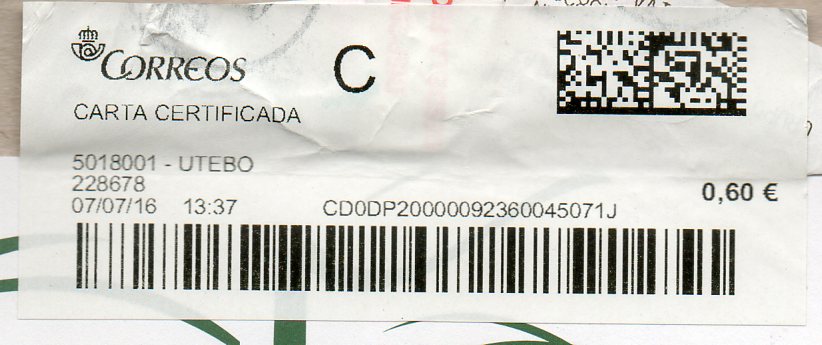 CORREOS
C
CARTA CERTIFICADA
5018001 - UTEBO
228678
0,60 €
07/07/16 13:37
CD0DP20000092360045071J